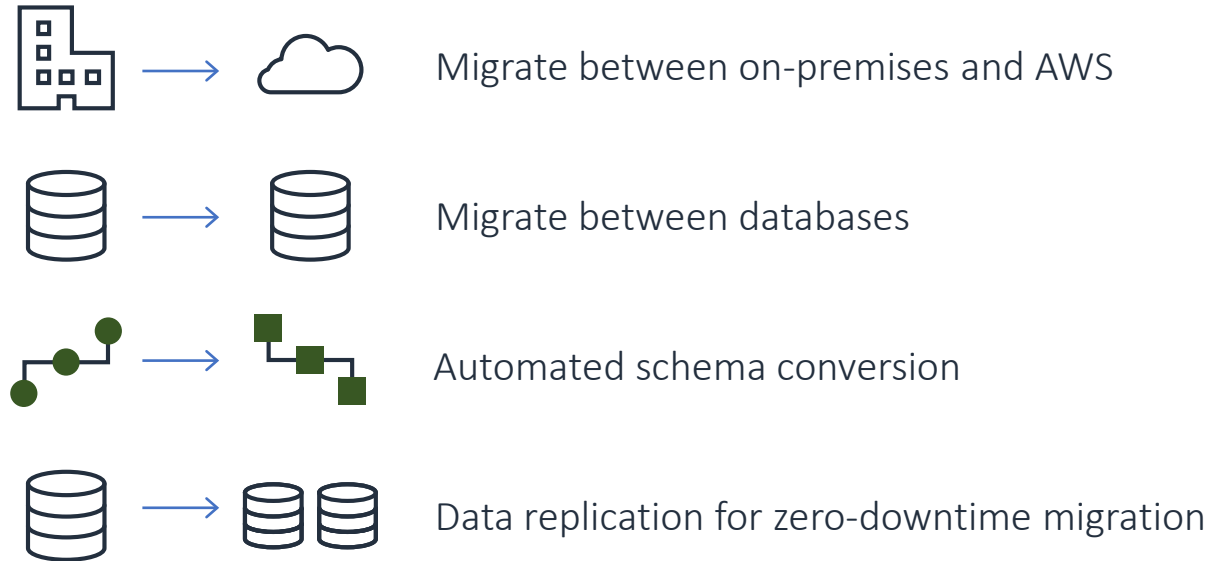 Migrate between on-premises and AWS
Migrate between databases
Automated schema conversion
Data replication for zero-downtime migration